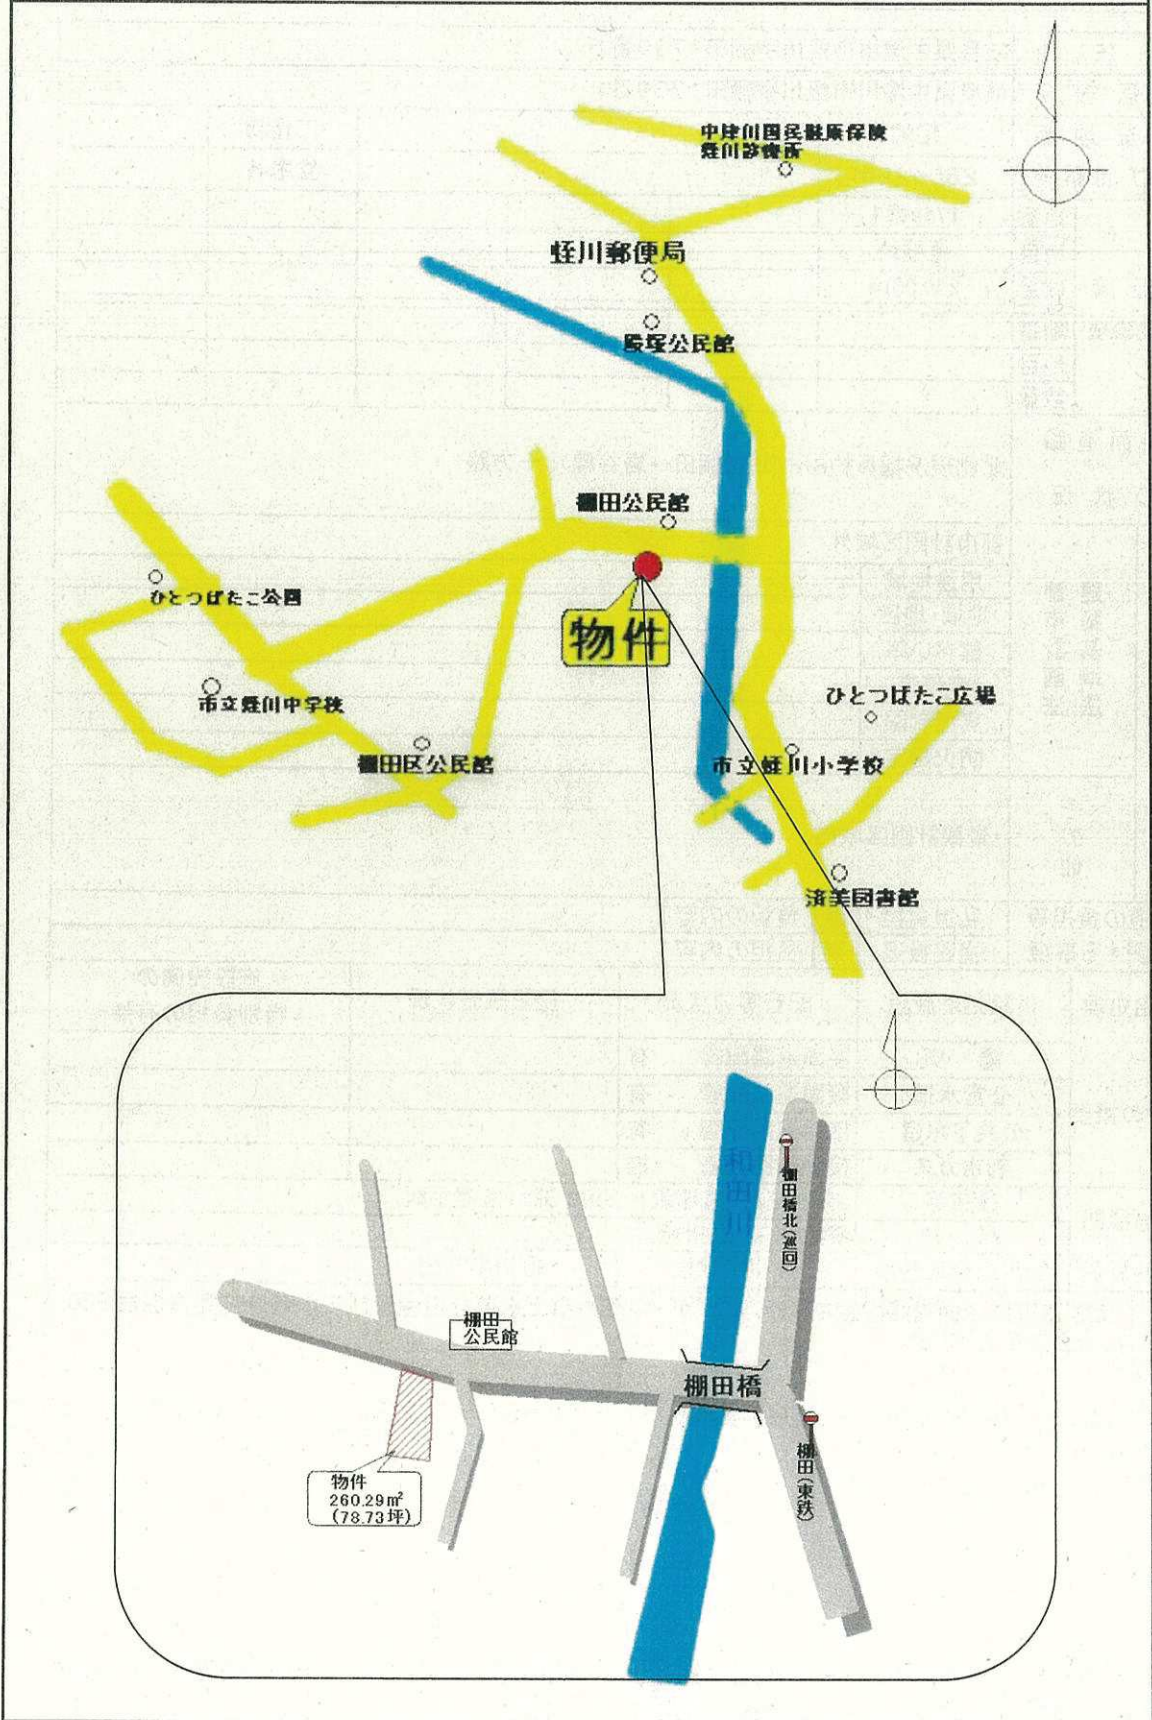 中津川国民健康保険
蛭川診療所
蛭川郵便局
公民館
棚田公民館
物件
ひとつばたこ公園
市立蛭川中学校
棚田区公民館
ひとつばたこ広場
市立蛭川小学校
済美図書館
和田川
棚田橋北(巡回)
棚田
公民館
棚田橋
棚田(東鉄)
物件
260.29㎡
(78.73坪)